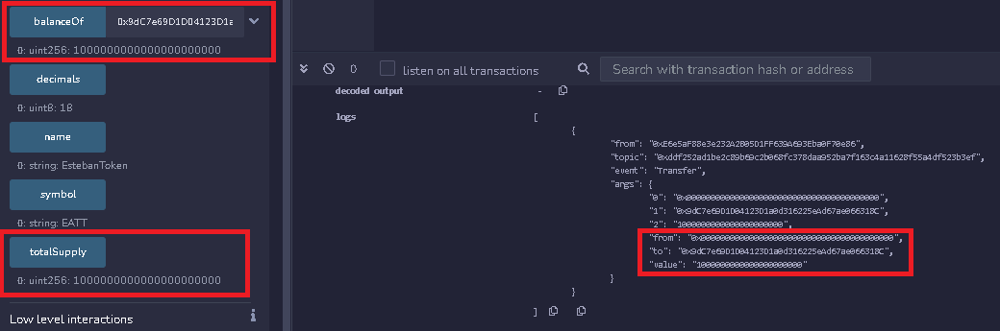 balanceOf
0x9dC7e69D1D04123D1a
0: uint256: 1000000000000000000000
decimals
0: uint8: 18
name
0: string: EstebanToken
symbol
0: string: EATT
totalSupply
0: uint256: 1000000000000000000000
Low level interactions
0
listen on all transactions
Search with transaction hash or address
decoded output
-
logs
[
{
"from": "0xE6e5aF88e3e232A2B05D1FF639A693Eba0F70e86",
"topic": "0xddf252ad1be2c89b69c2b068fc378daa952ba7f163c4a11628f55a4df523b3ef",
"event": "Transfer",
"args": {
"0": "0x0000000000000000000000000000000000000000",
"1": "0x9dC7e69D1D04123D1a0d316225eAd67ae066318C",
"2": "1000000000000000000000",
"from": "0x0000000000000000000000000000000000000000",
"to": "0x9dC7e69D1D04123D1a0d316225eAd67ae066318C",
"value": "1000000000000000000000"
}
}
]